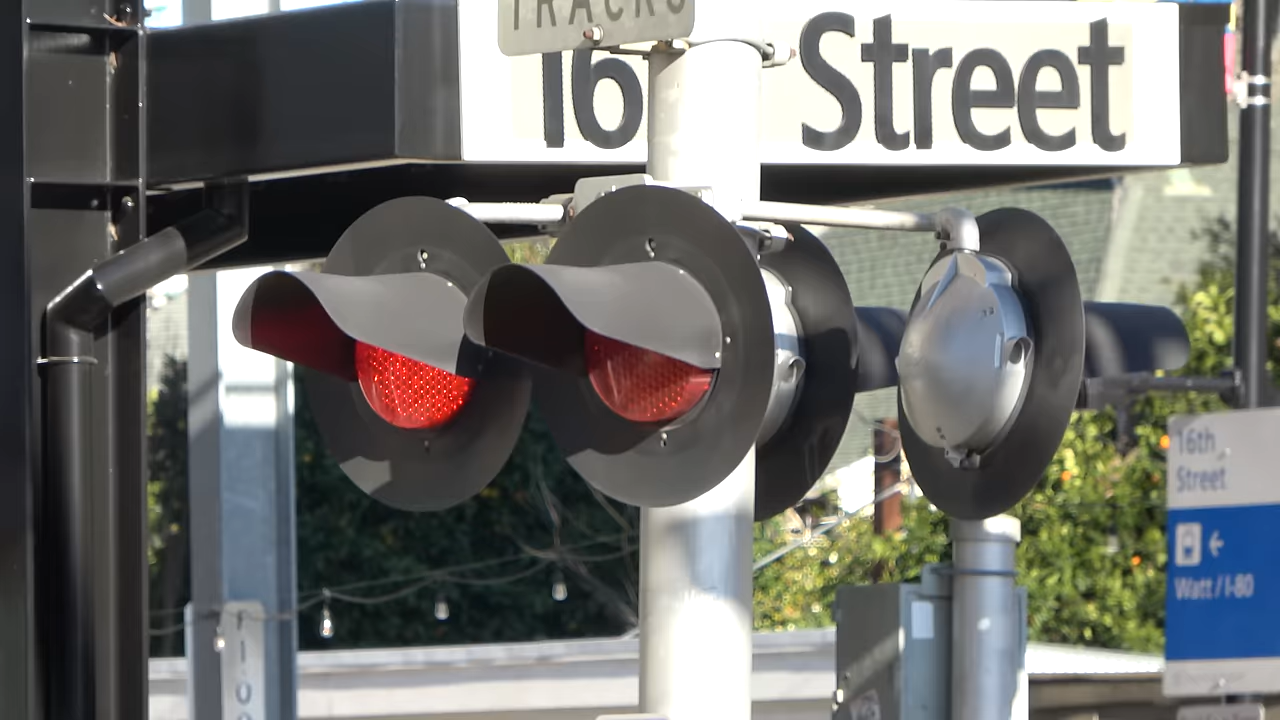 TRACKS
16 Street
16th
Street
←
Watt / I-80